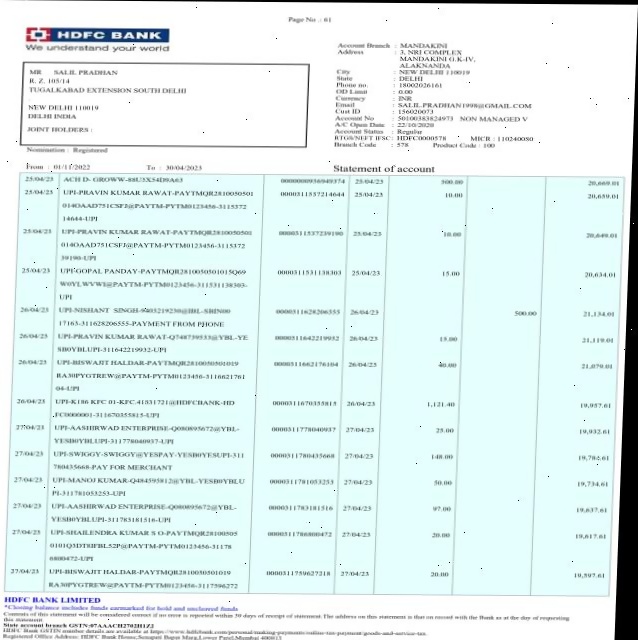 Page No .: 61
HDFC BANK
We understand your world
MR SALIL PRADHAN
R. Z. 105/14
TUGALKABAD EXTENSION SOUTH DELHI
NEW DELHI 110019
DELHI INDIA
JOINT HOLDERS :
Nomination : Registered
Account Branch : MANDAKINI
Address : 3, NRI COMPLEX
MANDAKINI G.K-IV,
ALAKNANDA
City : NEW DELHI 110019
State : DELHI
Phone no. : 18002026161
OD Limit : 0.00
Currency : INR
Email : SALIL.PRADHAN1998@GMAIL.COM
Cust ID : 156020073
Account No : 50100383824973 NON MANAGED V
A/C Open Date : 22/10/2020
Account Status : Regular
RTGS/NEFT IFSC: HDFC0000578 MICR : 110240080
Branch Code : 578 Product Code : 100
From : 01/11/2022 To : 30/04/2023 Statement of account
25/04/23 ACH D- GROWW- 0000000936949374 25/04/23 500.00 20,669.01
25/04/23 UPI-PRAVIN KUMAR RAWAT-PAYTMQR2810050501 0000311537214644 25/04/23 10.00 20,659.01
014OAAD751CSFJ@PAYTM-PYTM0123456-3115372
14644-UPI
25/04/23 UPI-PRAVIN KUMAR RAWAT-PAYTMQR2810050501 0000311537239190 25/04/23 10.00 20,649.01
014OAAD751CSFJ@PAYTM-PYTM0123456-3115372
39190-UPI
25/04/23 UPI-GOPAL PANDAY-PAYTMQR2810050501015Q69 0000311531138303 25/04/23 15.00 20,634.01
W0YLWVWI@PAYTM-PYTM0123456-311531138303-
UPI
26/04/23 UPI-NISHANT SINGH-9403219230@IBL-SBIN00 0000311628206555 26/04/23 500.00 21,134.01
17163-311628206555-PAYMENT FROM PHONE
26/04/23 UPI-PRAVIN KUMAR RAWAT-Q748739533@YBL-YE 0000311642219932 26/04/23 15.00 21,119.01
SB0YBLUPI-311642219932-UPI
26/04/23 UPI-BISWAJIT HALDAR-PAYTMQR2810050501019 0000311662176104 26/04/23 40.00 21,079.01
RA30PYGTREW@PAYTM-PYTM0123456-3116621761
04-UPI
26/04/23 UPI-K186 KFC 01-KFC.41031721@HDFCBANK-HD 0000311670355815 26/04/23 1,121.40 19,957.61
FC0000001-311670355815-UPI
27/04/23 UPI-AASHIRWAD ENTERPRISE-Q080895672@YBL- 0000311778040937 27/04/23 25.00 19,932.61
YESB0YBLUPI-311778040937-UPI
27/04/23 UPI-SWIGGY-SWIGGY@YESPAY-YESB0YESUPI-311 0000311780435668 27/04/23 148.00 19,784.61
780435668-PAY FOR MERCHANT
27/04/23 UPI-MANOJ KUMAR-Q484595812@YBL-YESB0YBLU 0000311781053253 27/04/23 50.00 19,734.61
PI-311781053253-UPI
27/04/23 UPI-AASHIRWAD ENTERPRISE-Q080895672@YBL- 0000311783181516 27/04/23 97.00 19,637.61
YESB0YBLUPI-311783181516-UPI
27/04/23 UPI-SHAILENDRA KUMAR S O-PAYTMQR28100505 0000311786800472 27/04/23 20.00 19,617.61
0101Q3DT8IFBL52P@PAYTM-PYTM0123456-31178
6800472-UPI
27/04/23 UPI-BISWAJIT HALDAR-PAYTMQR2810050501019 0000311759627218 27/04/23 20.00 19,597.61
RA30PYGTREW@PAYTM-PYTM0123456-3117596272
HDFC BANK LIMITED
*Closing balance includes funds earmarked for hold and uncleared funds
Contents of this statement will be considered correct if no error is reported within 30 days of receipt of statement. The address on this statement is that on record with the Bank as at the day of requesting
this statement.
State account branch GSTN:07AAACH2702H1Z2
HDFC Bank GSTIN number details are available at https://www.hdfcbank.com/personal/making-payments/online-tax-payment/goods-and-service-tax.
Registered Office Address: HDFC Bank House,Senapati Bapat Marg,Lower Parel,Mumbai 400013